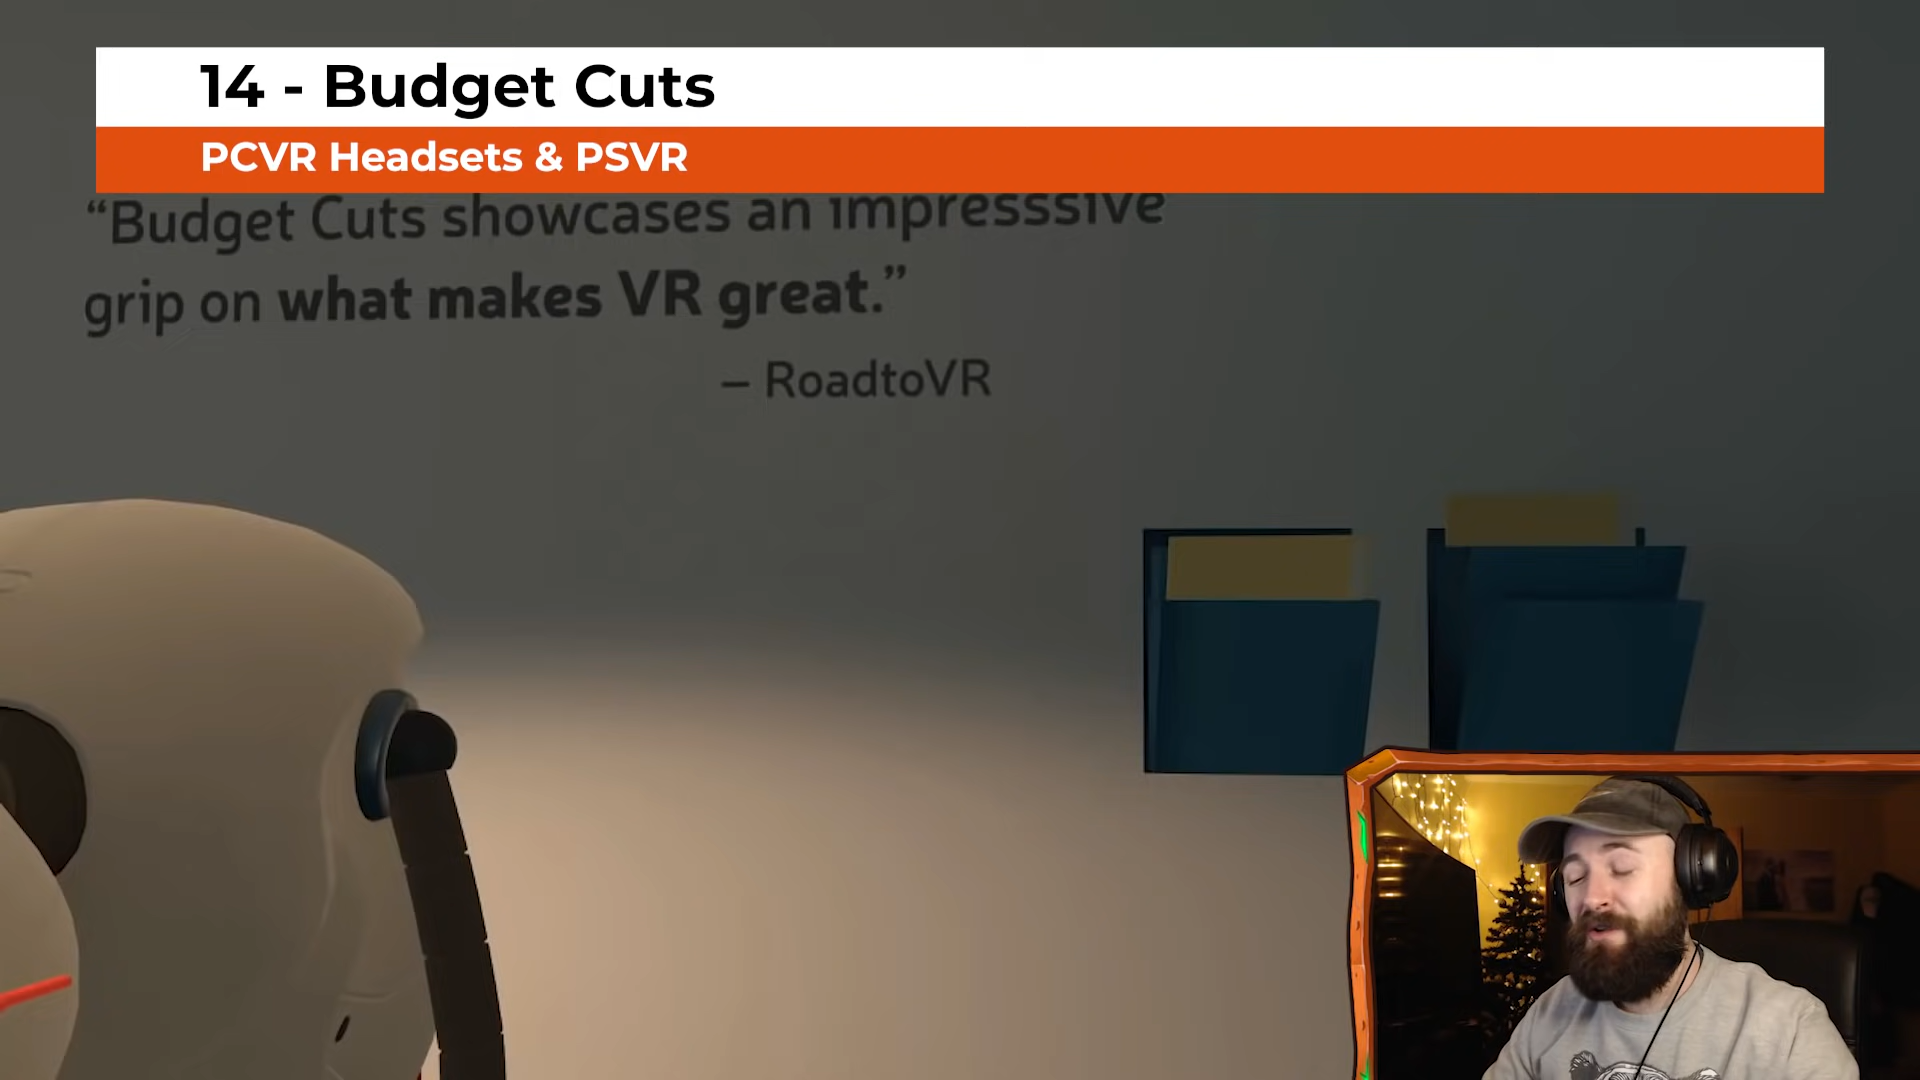 14 - Budget Cuts
PCVR Headsets & PSVR
“Budget Cuts showcases an impresssive
grip on what makes VR great.”
– RoadtoVR